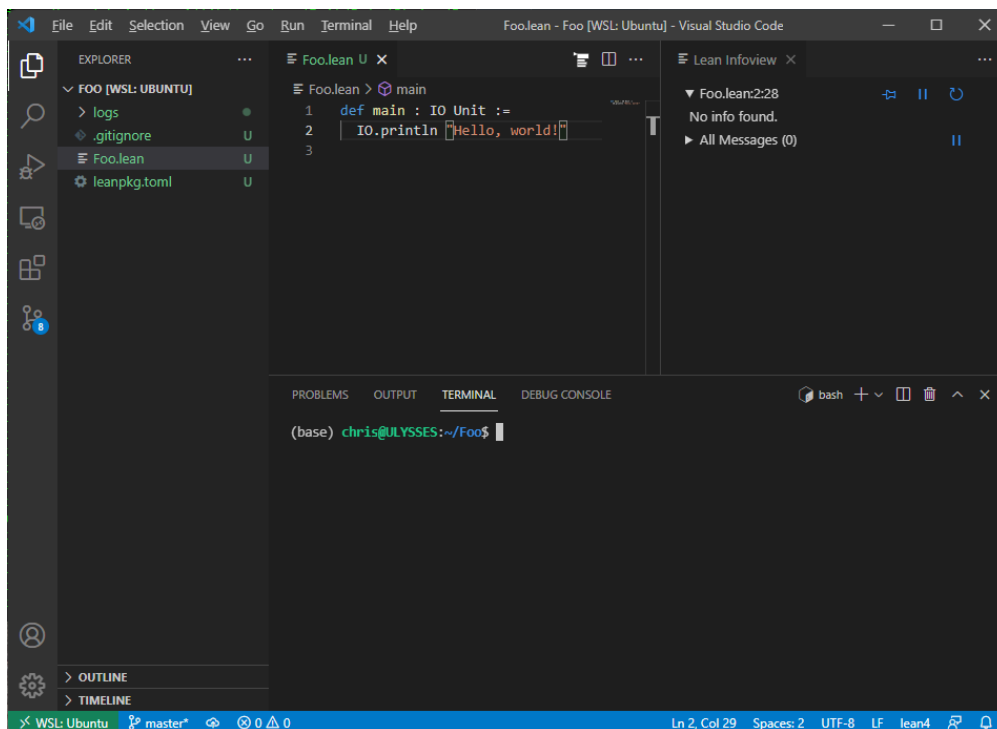 File Edit Selection View Go Run Terminal Help Foo.lean - Foo [WSL: Ubuntu] - Visual Studio Code
EXPLORER
FOO [WSL: UBUNTU]
logs
.gitignore U
Foo.lean U
leanpkg.toml U
OUTLINE
TIMELINE
Foo.lean U
Foo.lean > main
1 def main : IO Unit :=
2 IO.println "Hello, world!"
3
Lean Infoview
Foo.lean:2:28
No info found.
All Messages (0)
PROBLEMS OUTPUT TERMINAL DEBUG CONSOLE bash
(base) chris@ULYSSES:~/Foo$
8
WSL: Ubuntu master* 0 0 Ln 2, Col 29 Spaces: 2 UTF-8 LF lean4